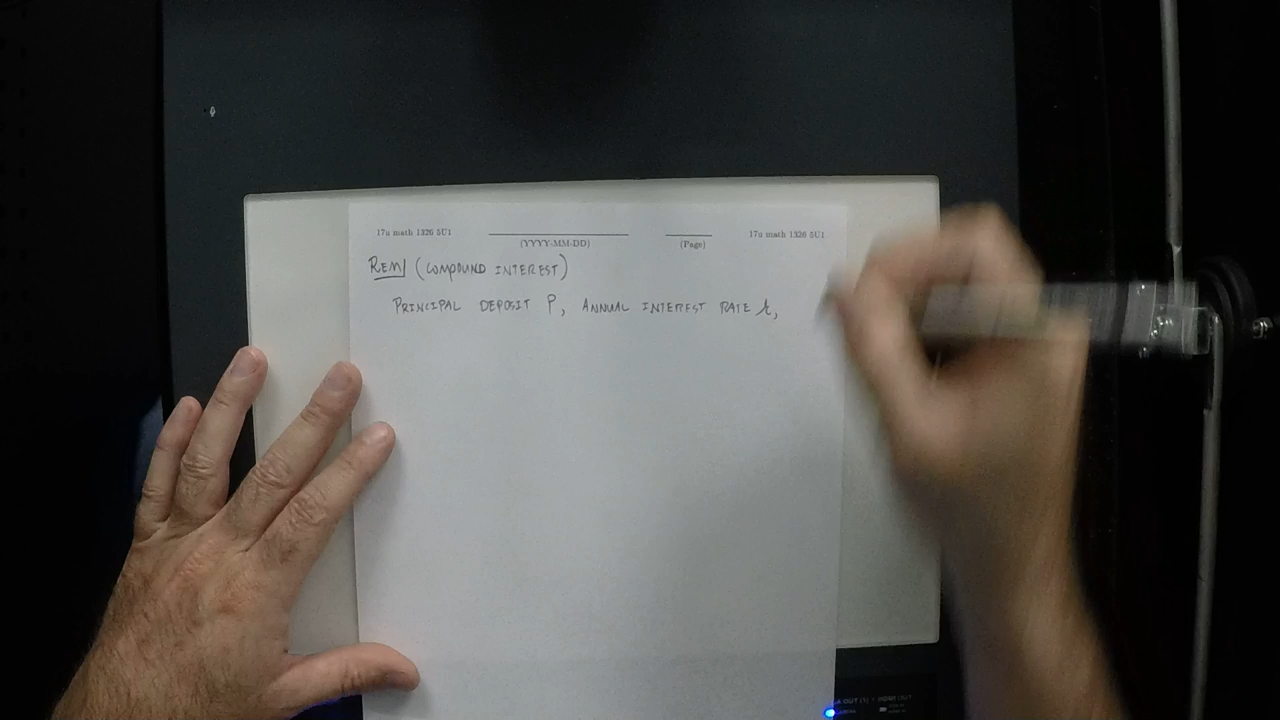 17u math 1326 5U1 (YYYY-MM-DD) (Page) 17u math 1326 5U1
REM (COMPOUND INTEREST)
PRINCIPAL DEPOSIT P, ANNUAL INTEREST RATE r,